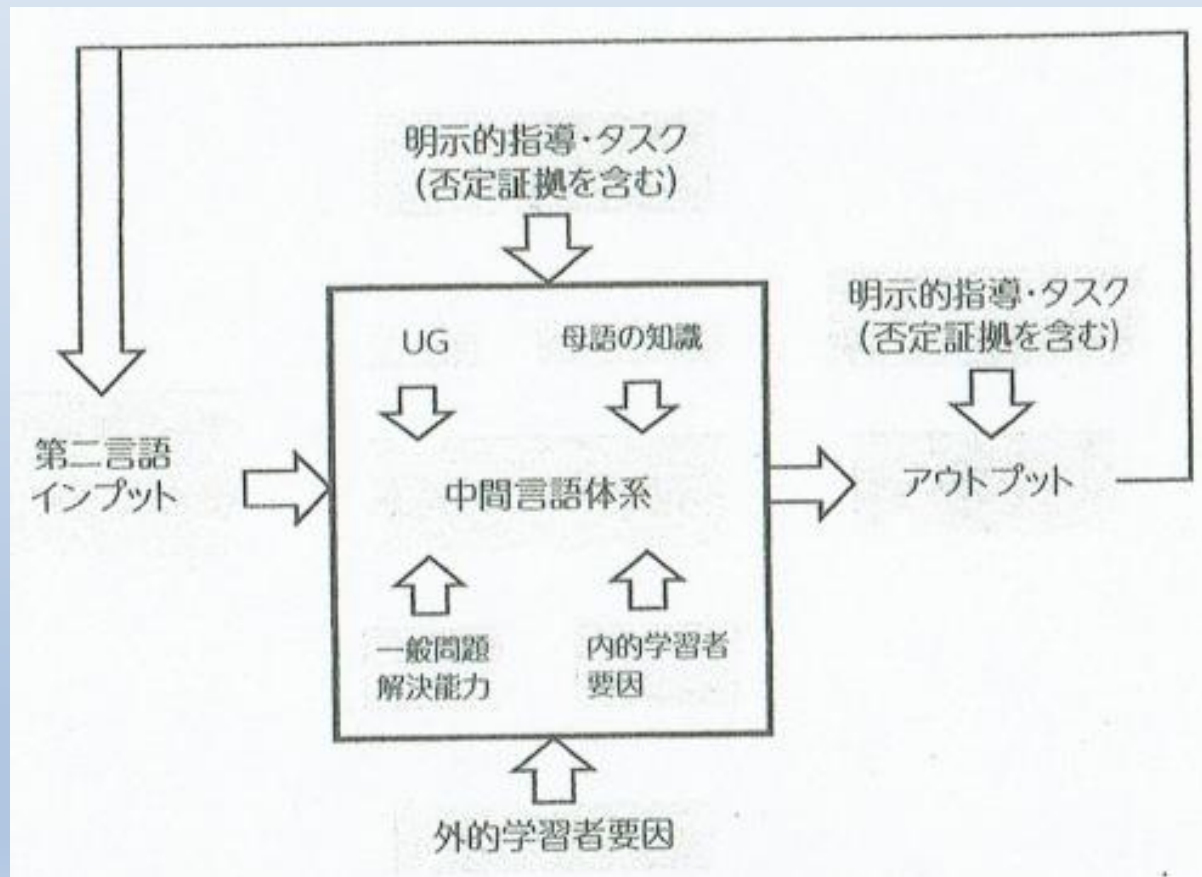 明示的指導・タスク
(否定証拠を含む)
明示的指導・タスク
(否定証拠を含む)
UG
母語の知識
第二言語
インプット
中間言語体系
アウトプット
一般問題
解決能力
内的学習者
要因
外的学習者要因